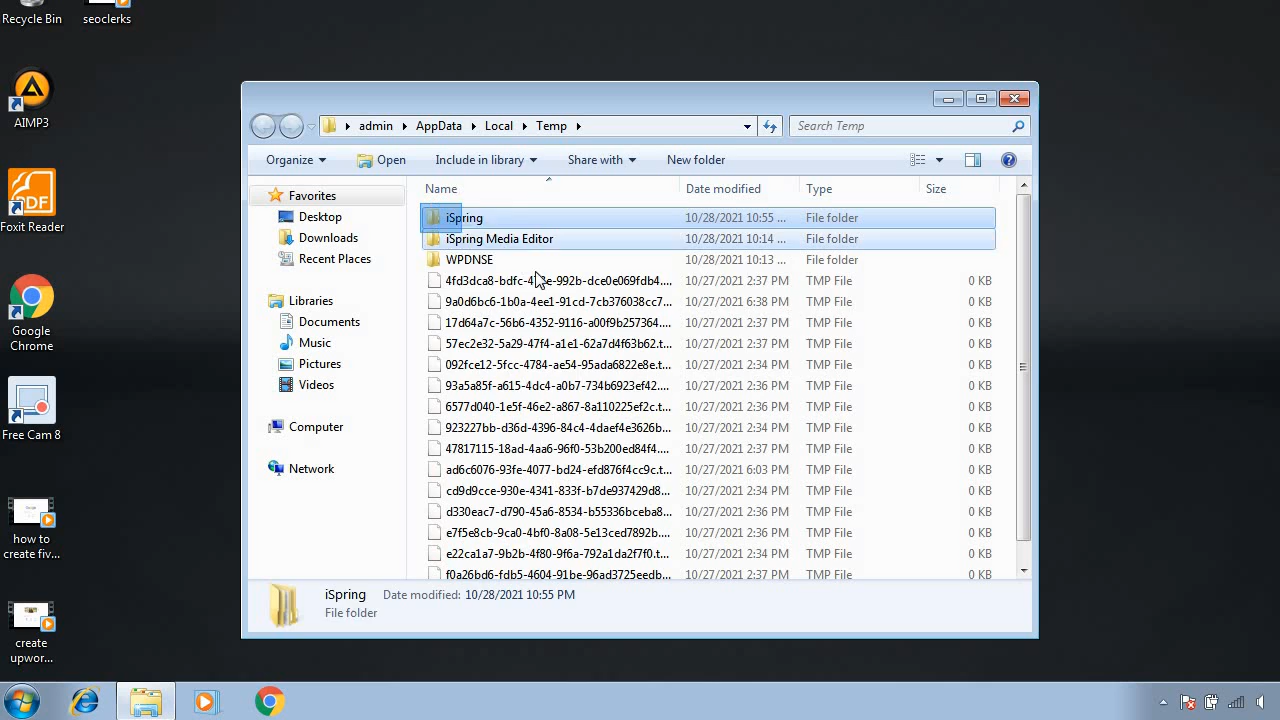 Recycle Bin
seoclerks
AIMP3
Foxit Reader
Google
Chrome
Free Cam 8
how to
create fiv...
create
upwor...
admin AppData Local Temp
Search Temp
Organize Open Include in library Share with New folder
Favorites
Desktop
Downloads
Recent Places
Libraries
Documents
Music
Pictures
Videos
Computer
Network
Name Date modified Type Size
iSpring 10/28/2021 10:55 ... File folder
iSpring Media Editor 10/28/2021 10:14 ... File folder
WPDNSE 10/28/2021 10:13 ... File folder
10/27/2021 2:37 PM TMP File 0 KB
9a0d6bc6-1b0a-4ee1-91cd-7cb376038cc7... 10/27/2021 6:38 PM TMP File 0 KB
17d64a7c-56b6-4352-9116-a00f9b257364.... 10/27/2021 2:37 PM TMP File 0 KB
57ec2e32-5a29-47f4-a1e1-62a7d4f63b62.t... 10/27/2021 2:37 PM TMP File 0 KB
092fce12-5fcc-4784-ae54-95ada6822e8e.t... 10/27/2021 2:34 PM TMP File 0 KB
93a5a85f-a615-4dc4-a0b7-734b6923ef42.... 10/27/2021 2:36 PM TMP File 0 KB
6577d040-1e5f-46e2-a867-8a110225ef2c.t... 10/27/2021 2:36 PM TMP File 0 KB
923227bb-d36d-4396-84c4-4daef4e3626b... 10/27/2021 2:34 PM TMP File 0 KB
47817115-18ad-4aa6-96f0-53b200ed84f4.... 10/27/2021 2:36 PM TMP File 0 KB
ad6c6076-93fe-4077-bd24-efd876f4cc9c.t... 10/27/2021 6:03 PM TMP File 0 KB
cd9d9cce-930e-4341-833f-b7de937429d8... 10/27/2021 2:34 PM TMP File 0 KB
d330eac7-d790-45a6-8534-b55336bceba8... 10/27/2021 2:36 PM TMP File 0 KB
e7f5e8cb-9ca0-4bf0-8a08-5e13ced7892b.... 10/27/2021 2:36 PM TMP File 0 KB
e22ca1a7-9b2b-4f80-9f6a-792a1da2f7f0.t... 10/27/2021 2:34 PM TMP File 0 KB
f0a26bd6-fdb5-4604-91be-96ad3725eedb... 10/27/2021 2:37 PM TMP File 0 KB
iSpring Date modified: 10/28/2021 10:55 PM
File folder